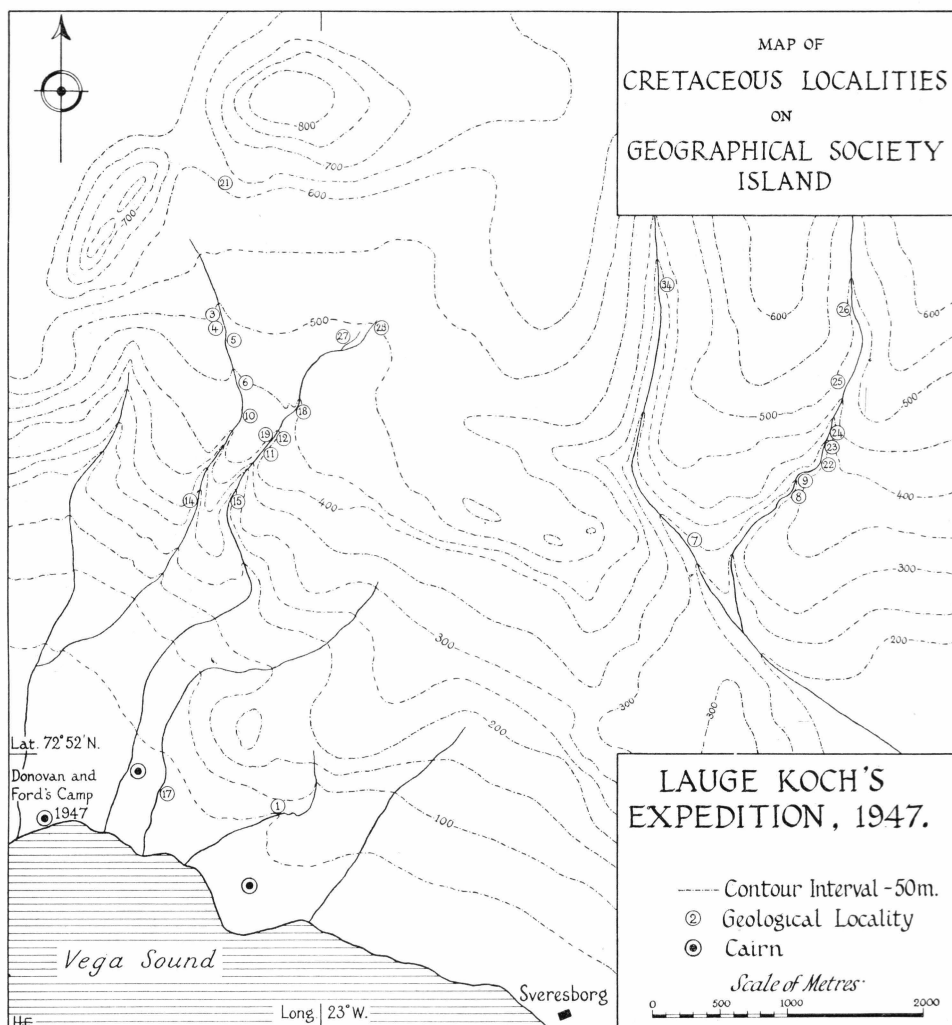 MAP OF
CRETACEOUS LOCALITIES
ON
GEOGRAPHICAL SOCIETY
ISLAND
800
700
600
21
700
34
26
600
600
3
4
5
500
27
28
6
25
500
10
18
500
19
12
11
24
23
22
9
8
14
15
400
400
7
300
300
200
200
300
300
Lat. 72°52'N.
Donovan and
Ford's Camp
1947
17
1
100
LAUGE KOCH'S
EXPEDITION, 1947.
Contour Interval - 50m.
2 Geological Locality
Cairn
Scale of Metres
0 500 1000 2000
Vega Sound
Sveresborg
Long 23° W.